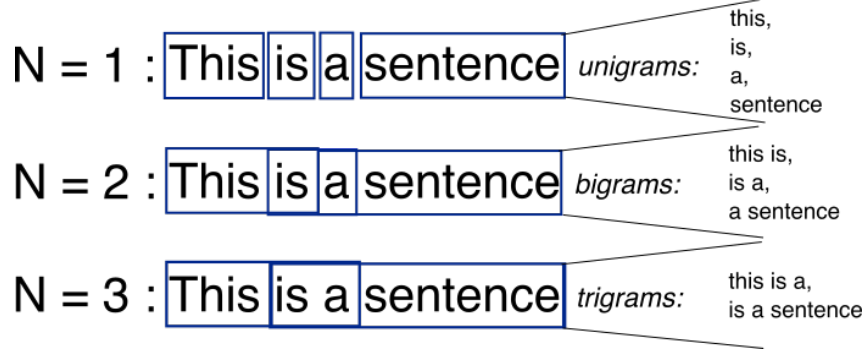 N = 1 : This is a sentence unigrams:
this,
is,
a,
sentence
N = 2 : This is a sentence bigrams:
this is,
is a,
a sentence
N = 3 : This is a sentence trigrams:
this is a,
is a sentence